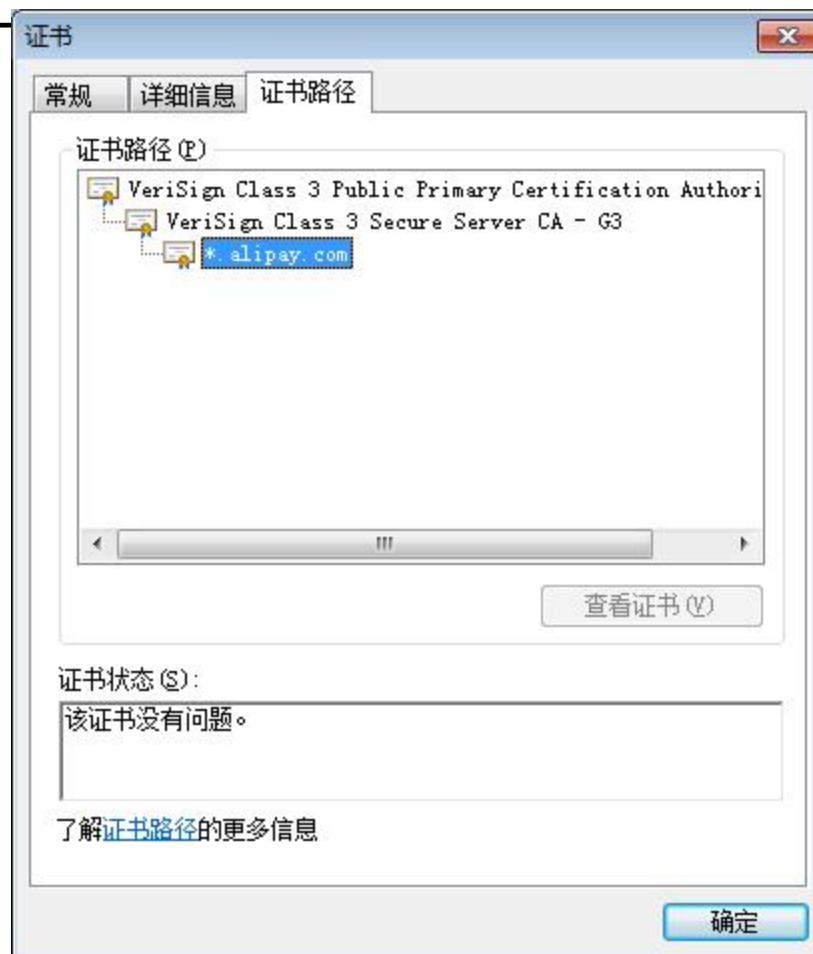 证书
常规 详细信息 证书路径
证书路径(P)
VeriSign Class 3 Public Primary Certification Authori
VeriSign Class 3 Secure Server CA - G3
*.alipay.com
查看证书(V)
证书状态(S):
该证书没有问题。
了解证书路径的更多信息
确定